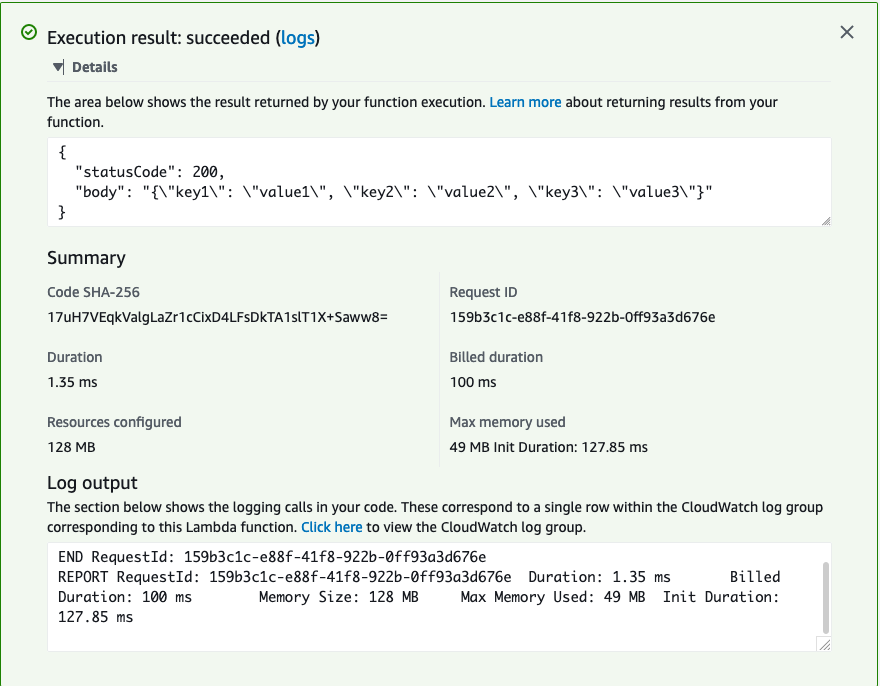 Execution result: succeeded (logs)
Details
The area below shows the result returned by your function execution. Learn more about returning results from your
function.
{
  "statusCode": 200,
  "body": "{\"key1\": \"value1\", \"key2\": \"value2\", \"key3\": \"value3\"}"
}
Summary
Code SHA-256
17uH7VEqkValgLaZr1cCixD4LFsDkTA1slT1X+Saww8=
Request ID
159b3c1c-e88f-41f8-922b-0ff93a3d676e
Duration
1.35 ms
Billed duration
100 ms
Resources configured
128 MB
Max memory used
49 MB Init Duration: 127.85 ms
Log output
The section below shows the logging calls in your code. These correspond to a single row within the CloudWatch log group
corresponding to this Lambda function. Click here to view the CloudWatch log group.
END RequestId: 159b3c1c-e88f-41f8-922b-0ff93a3d676e
REPORT RequestId: 159b3c1c-e88f-41f8-922b-0ff93a3d676e  Duration: 1.35 ms       Billed
Duration: 100 ms        Memory Size: 128 MB     Max Memory Used: 49 MB  Init Duration:
127.85 ms